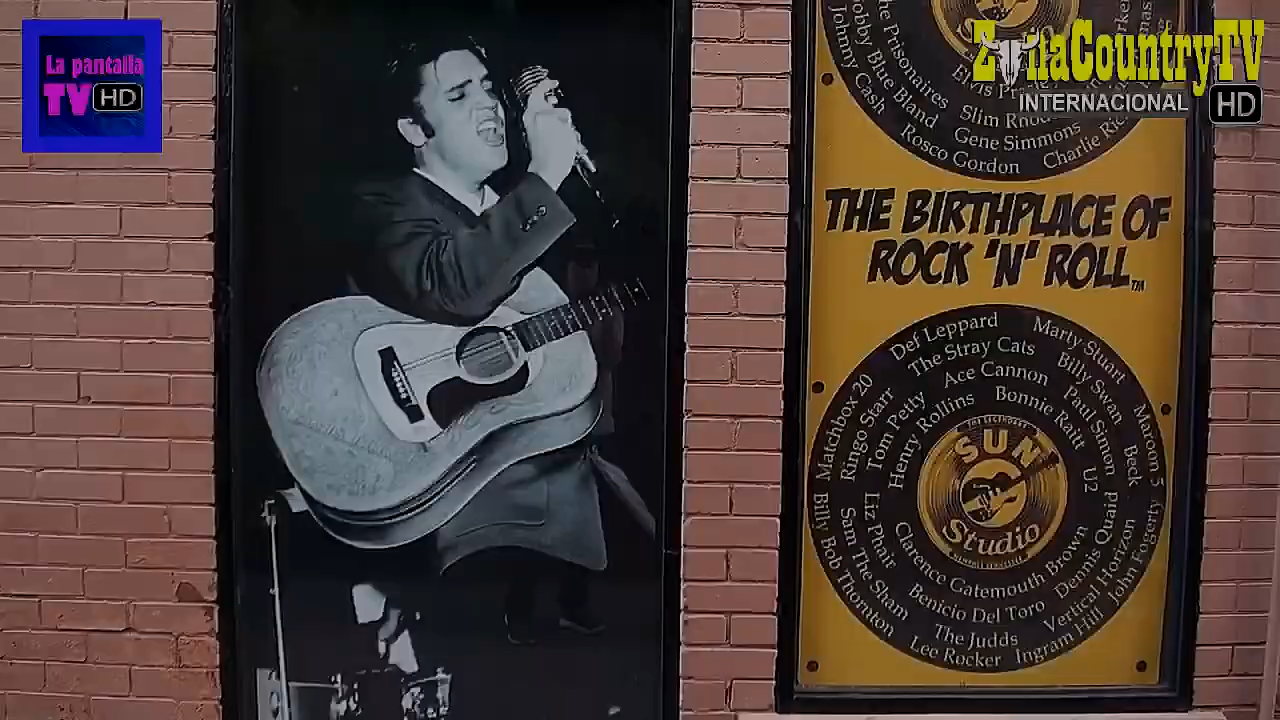 La pantalla
TV HD
ZonaCountryTV
INTERNACIONAL HD
The Prisonaires
Bobby Blue Bland
Johnny Cash
Elvis
Slim
Gene Simmons
Rosco Gordon
Charlie
THE BIRTHPLACE OF
ROCK 'N' ROLL TM
Def Leppard
Marty Stuart
The Stray Cats
Billy Swan
Ace Cannon
Paul Simon
Maroon 5
Matchbox 20
Ringo Starr
Tom Petty
Henry Rollins
Bonnie Raitt
U2
Beck
SUN
Studio
Billy Bob Thornton
Sam The Sham
Liz Phair
Clarence Gatemouth Brown
Dennis Quaid
John Fogerty
Vertical Horizon
Benicio Del Toro
The Judds
Ingram Hill
Lee Rocker